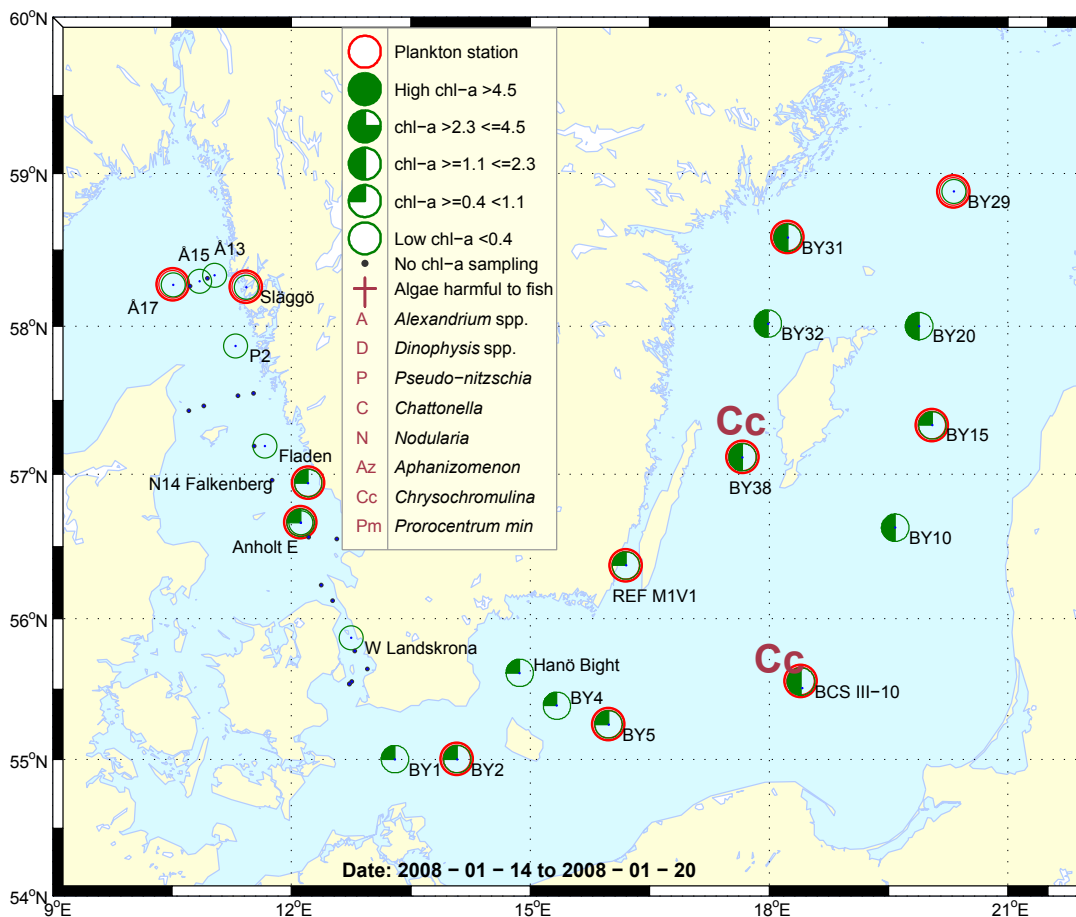 60°N
Plankton station
High chl−a >4.5
chl−a >2.3 <=4.5
chl−a >=1.1 <=2.3
chl−a >=0.4 <1.1
Low chl−a <0.4
No chl−a sampling
Algae harmful to fish
A Alexandrium spp.
D Dinophysis spp.
P Pseudo−nitzschia
C Chattonella
N Nodularia
Az Aphanizomenon
Cc Chrysochromulina
Pm Prorocentrum min
59°N
BY29
BY31
Å15
Å13
Å17
Släggö
58°N
BY32
BY20
P2
Cc
BY15
Fladen
57°N
N14 Falkenberg
BY38
Anholt E
BY10
REF M1V1
56°N
W Landskrona
Hanö Bight
Cc
BCS III−10
BY4
BY5
55°N
BY1
BY2
Date: 2008 − 01 − 14 to 2008 − 01 − 20
54°N
9°E
12°E
15°E
18°E
21°E